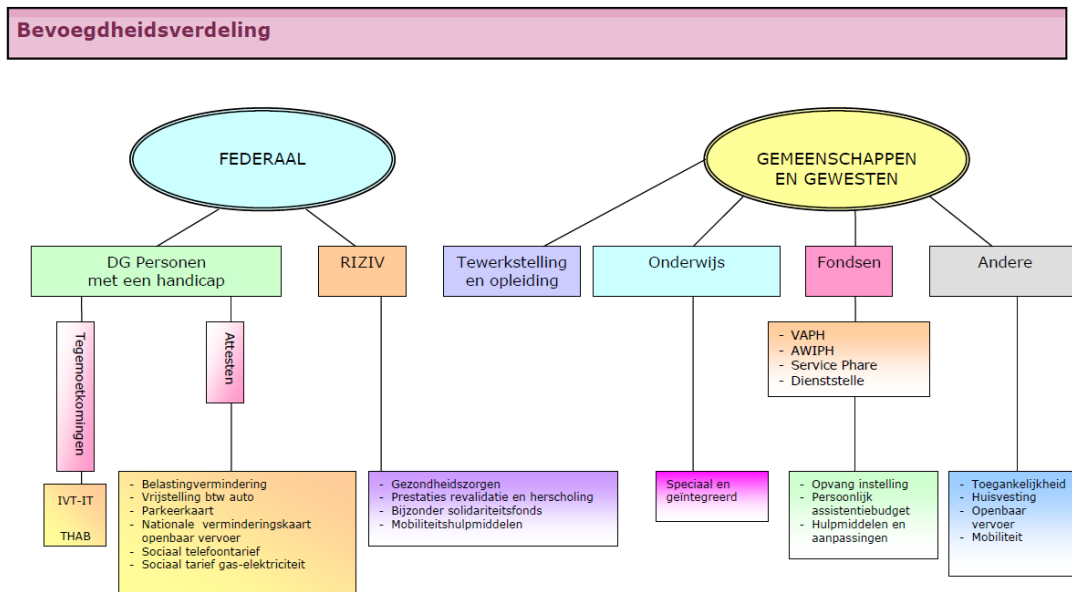 Bevoegdheidsverdeling
FEDERAAL
GEMEENSCHAPPEN
EN GEWESTEN
DG Personen
met een handicap
RIZIV
Tewerkstelling
en opleiding
Onderwijs
Fondsen
Andere
Tegemoetkomingen
Attesten
- VAPH
- AWIPH
- Service Phare
- Dienststelle
IVT-IT
THAB
- Belastingvermindering
- Vrijstelling btw auto
- Parkeerkaart
- Nationale verminderingskaart
openbaar vervoer
- Sociaal telefoontarief
- Sociaal tarief gas-elektriciteit
- Gezondheidszorgen
- Prestaties revalidatie en herscholing
- Bijzonder solidariteitsfonds
- Mobiliteitshulpmiddelen
Speciaal en
geïntegreerd
- Opvang instelling
- Persoonlijk
assistentiebudget
- Hulpmiddelen en
aanpassingen
- Toegankelijkheid
- Huisvesting
- Openbaar
vervoer
- Mobiliteit